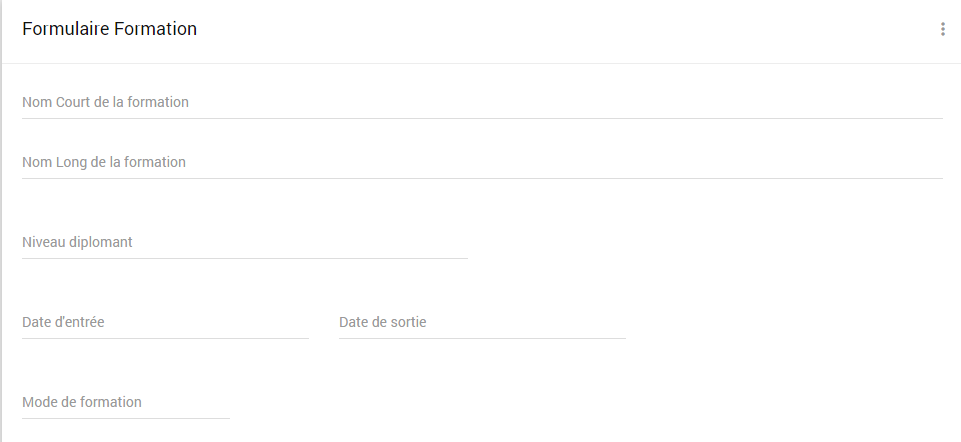 Formulaire Formation
Nom Court de la formation
Nom Long de la formation
Niveau diplomant
Date d'entrée
Date de sortie
Mode de formation